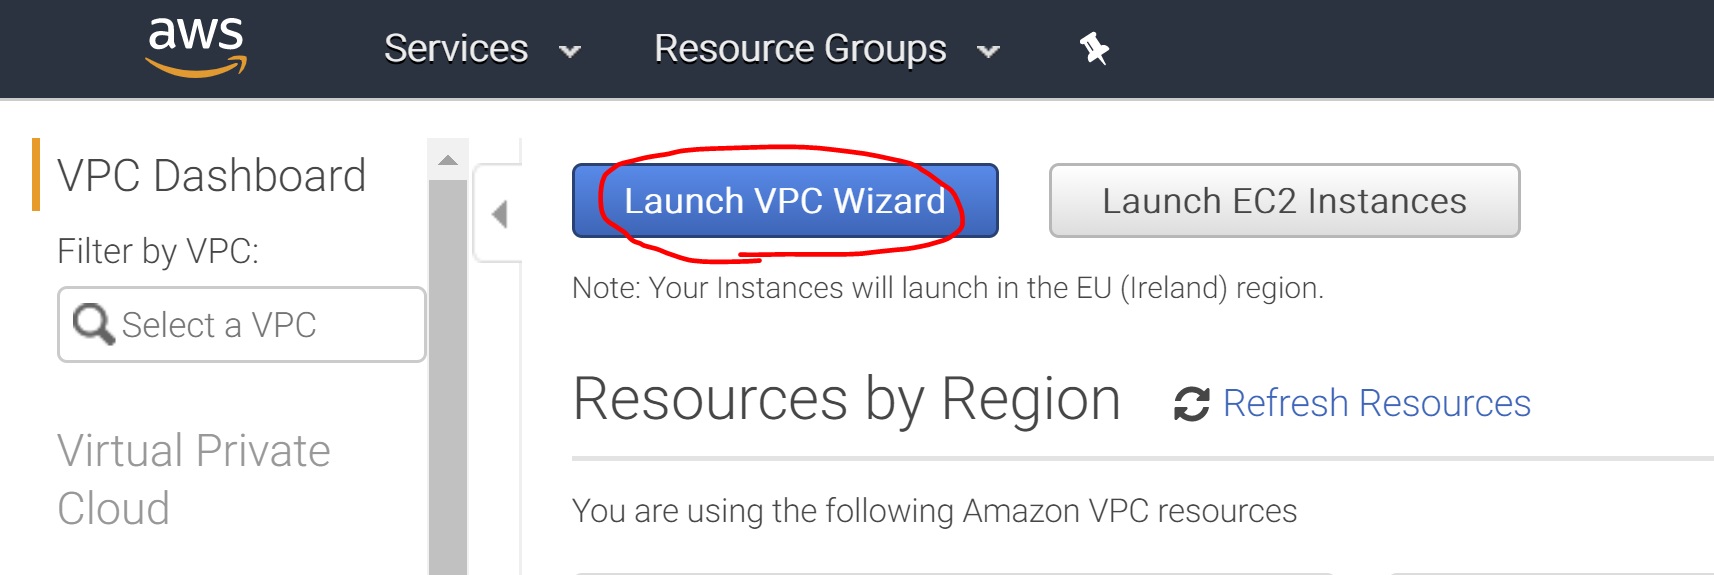 aws
Services
Resource Groups
VPC Dashboard
Filter by VPC:
Select a VPC
Virtual Private
Cloud
Launch VPC Wizard
Launch EC2 Instances
Note: Your Instances will launch in the EU (Ireland) region.
Resources by Region
Refresh Resources
You are using the following Amazon VPC resources